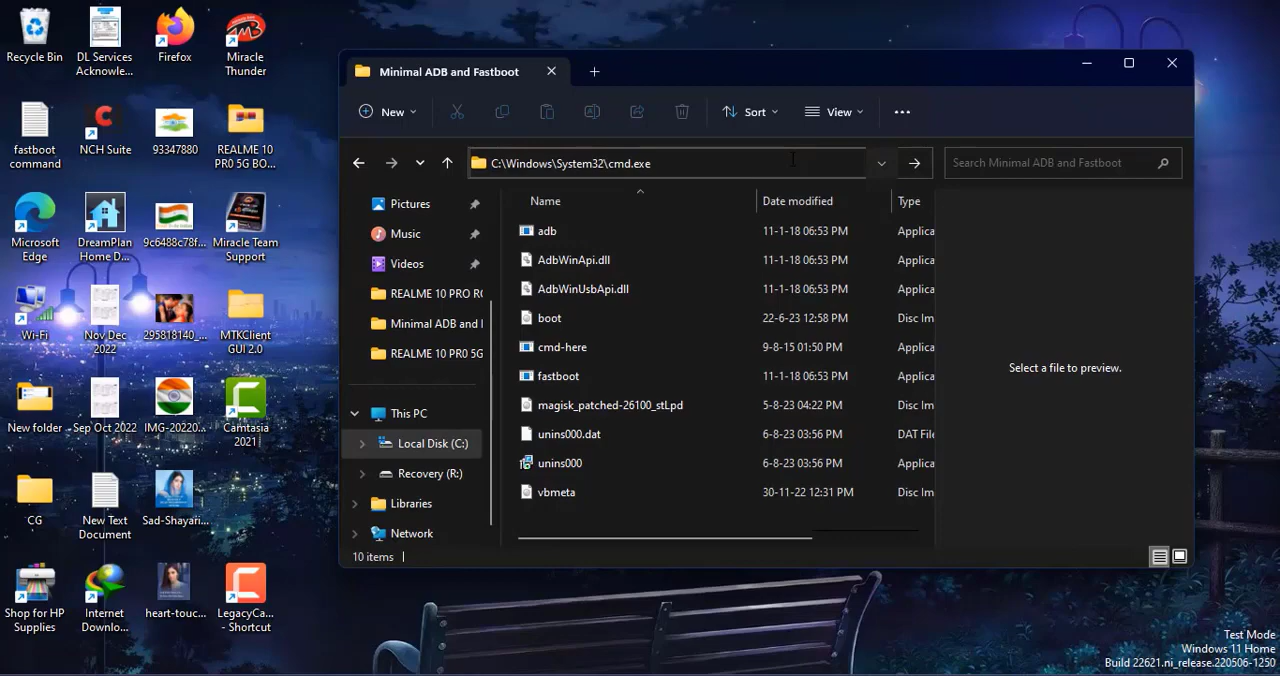 Recycle Bin
DL Services
Acknowle...
Firefox
Miracle
Thunder
fastboot
command
NCH Suite
93347880
REALME 10
PR0 5G BO...
Microsoft
Edge
DreamPlan
Home D...
9c6488c78f...
Miracle Team
Support
Wi-Fi
Nov Dec
2022
295818140_...
MTKClient
GUI 2.0
New folder
Sep Oct 2022
IMG-20220...
Camtasia
2021
CG
New Text
Document
Sad-Shayari...
Shop for HP
Supplies
Internet
Downlo...
heart-touc...
LegacyCa...
- Shortcut
Minimal ADB and Fastboot
New
Sort
View
C:\Windows\System32\cmd.exe
Search Minimal ADB and Fastboot
Pictures
Music
Videos
REALME 10 PRO RO
Minimal ADB and I
REALME 10 PR0 5G
This PC
Local Disk (C:)
Recovery (R:)
Libraries
Network
Name Date modified Type
adb 11-1-18 06:53 PM Applica
AdbWinApi.dll 11-1-18 06:53 PM Applica
AdbWinUsbApi.dll 11-1-18 06:53 PM Applica
boot 22-6-23 12:58 PM Disc Im
cmd-here 9-8-15 01:50 PM Applica
fastboot 11-1-18 06:53 PM Applica
magisk_patched-26100_stLpd 5-8-23 04:22 PM Disc Im
unins000.dat 6-8-23 03:56 PM DAT File
unins000 6-8-23 03:56 PM Applica
vbmeta 30-11-22 12:31 PM Disc Im
Select a file to preview.
10 items
Test Mode
Windows 11 Home
Build 22621.ni_release.220506-1250